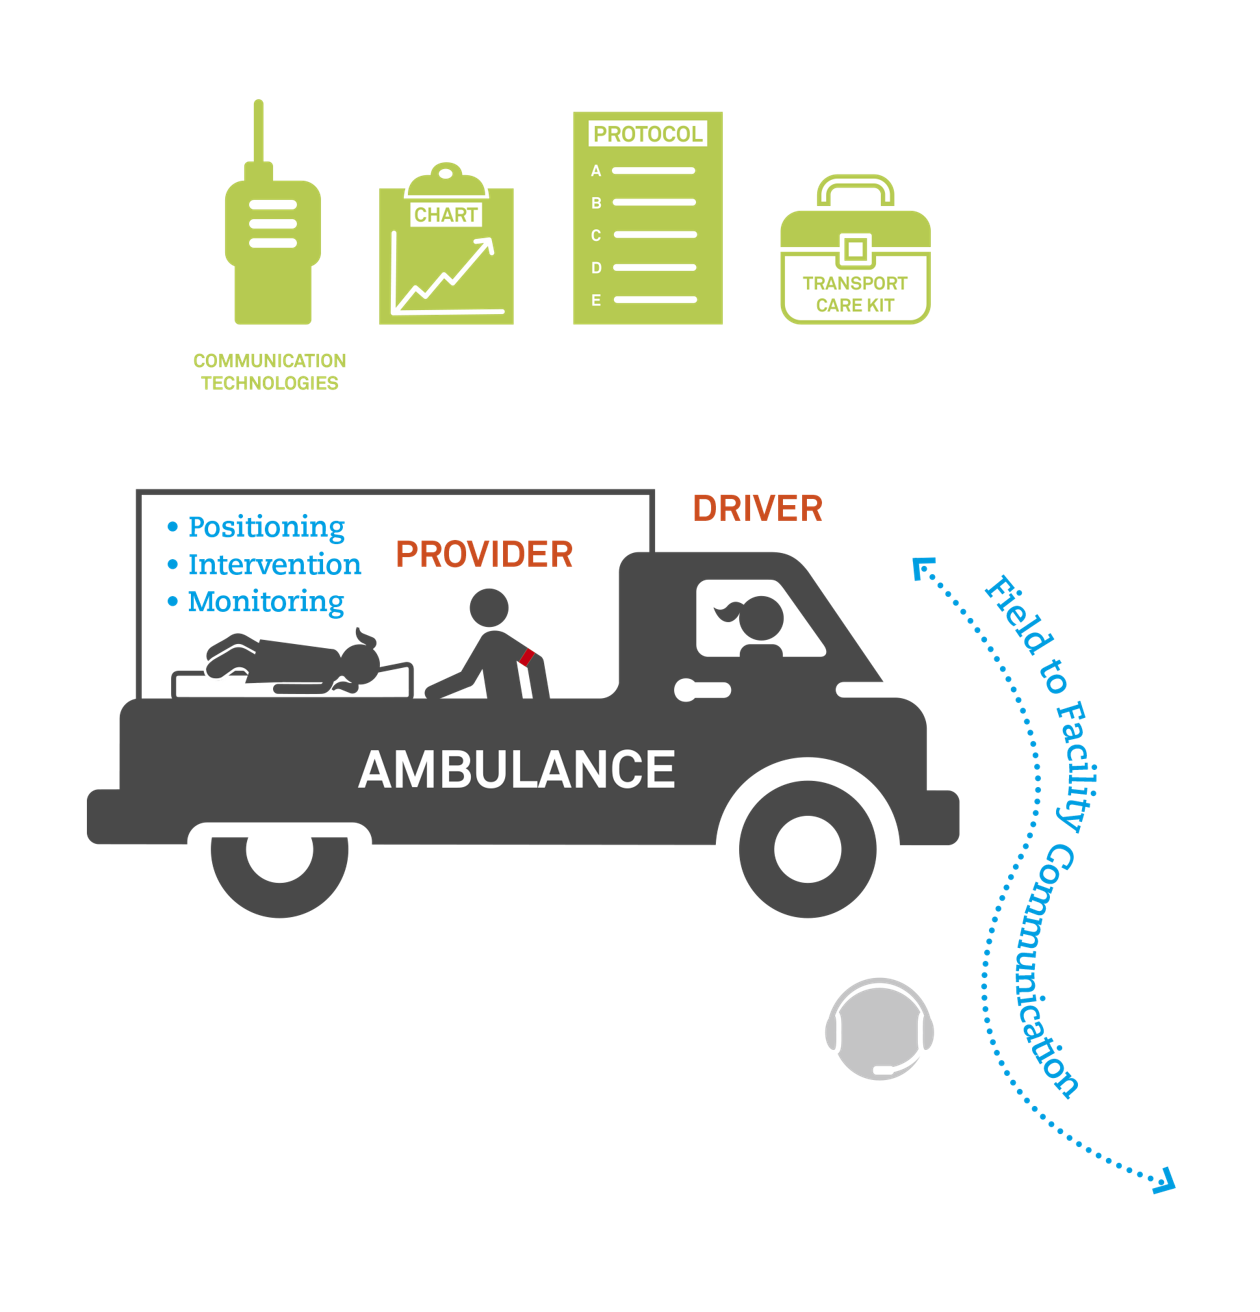 PROTOCOL
A
B
C
D
E
CHART
TRANSPORT
CARE KIT
COMMUNICATION
TECHNOLOGIES
DRIVER
• Positioning
• Intervention
• Monitoring
PROVIDER
AMBULANCE
Field to Facility Communication